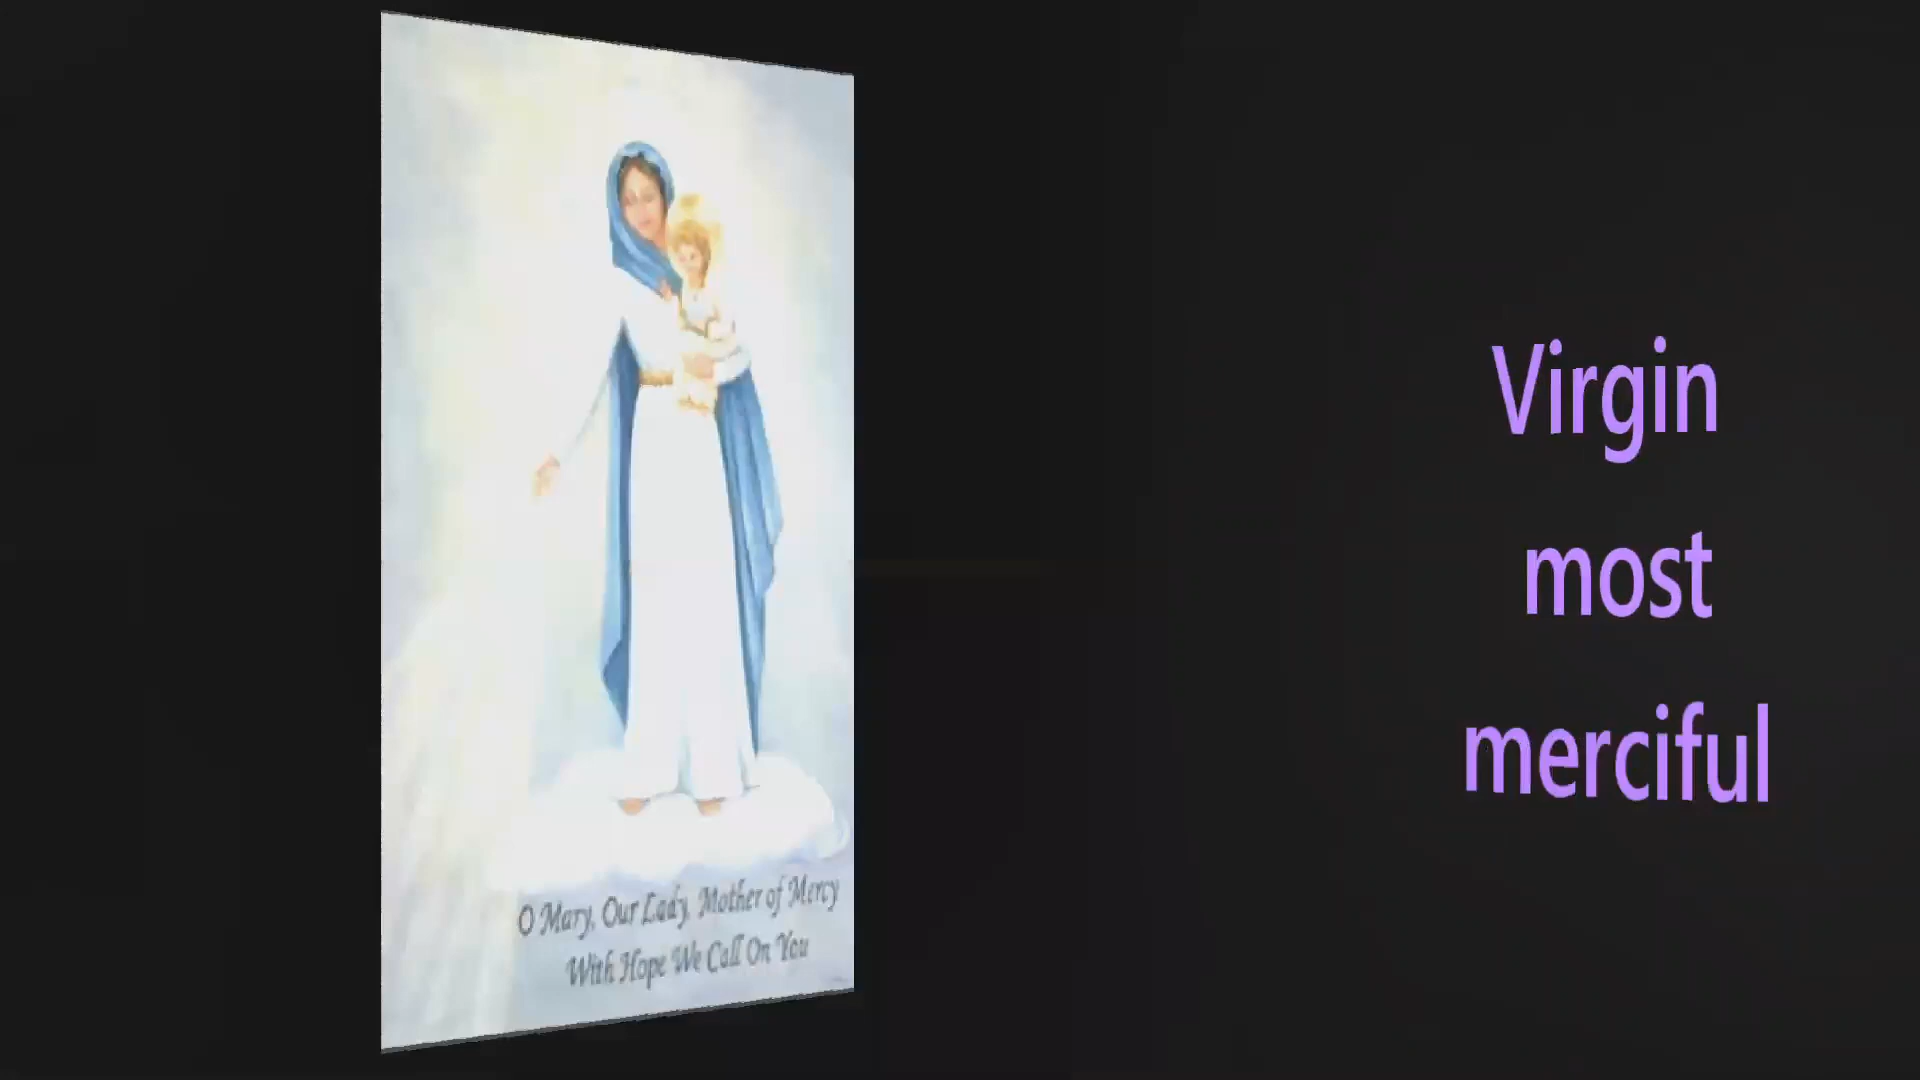 O Mary, Our Lady, Mother of Mercy
With Hope We Call On You
Virgin
most
merciful